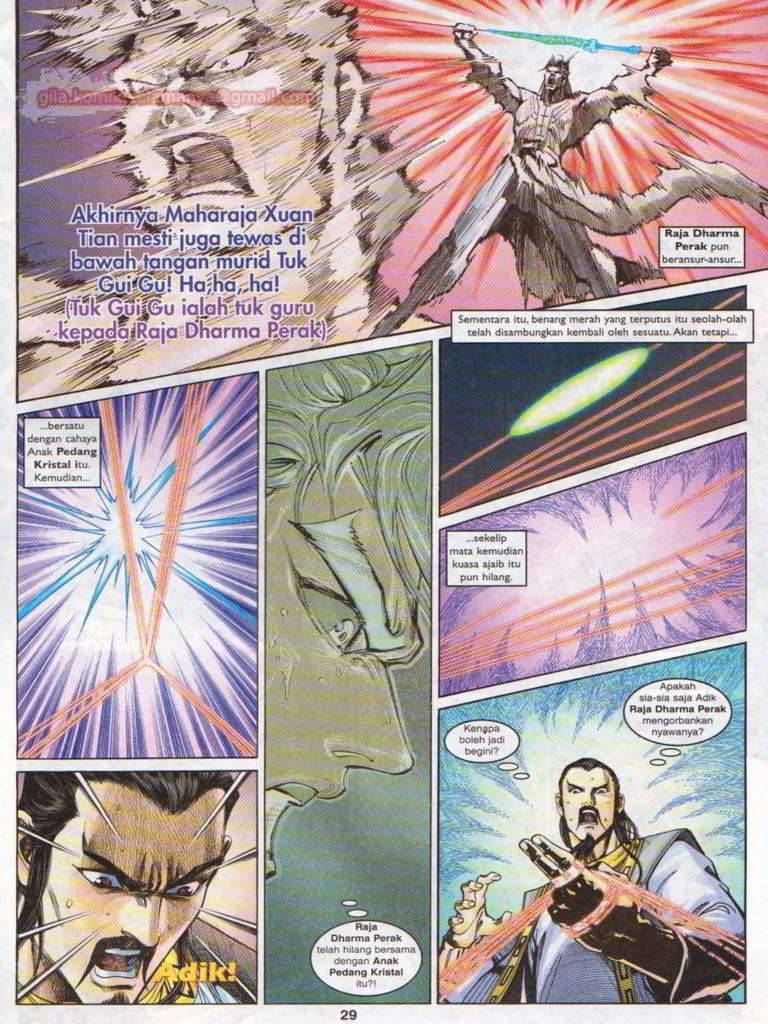 Akhirnya Maharaja Xuan
Tian mesti juga tewas di
bawah tangan murid Tuk
Gui Gu! Ha, ha, ha!
(Tuk Gui Gu ialah tuk guru
kepada Raja Dharma Perak)
Raja Dharma
Perak pun
beransur-ansur...
...bersatu
dengan cahaya
Anak Pedang
Kristal itu.
Kemudian...
Adik!
Raja
Dharma Perak
telah hilang bersama
dengan Anak
Pedang Kristal
itu?!
Sementara itu, benang merah yang terputus itu seolah-olah
telah disambungkan kembali oleh sesuatu. Akan tetapi...
...sekelip
mata kemudian
kuasa ajaib itu
pun hilang.
Kenapa
boleh jadi
begini?
Apakah
sia-sia saja Adik
Raja Dharma Perak
mengorbankan
nyawanya?
29